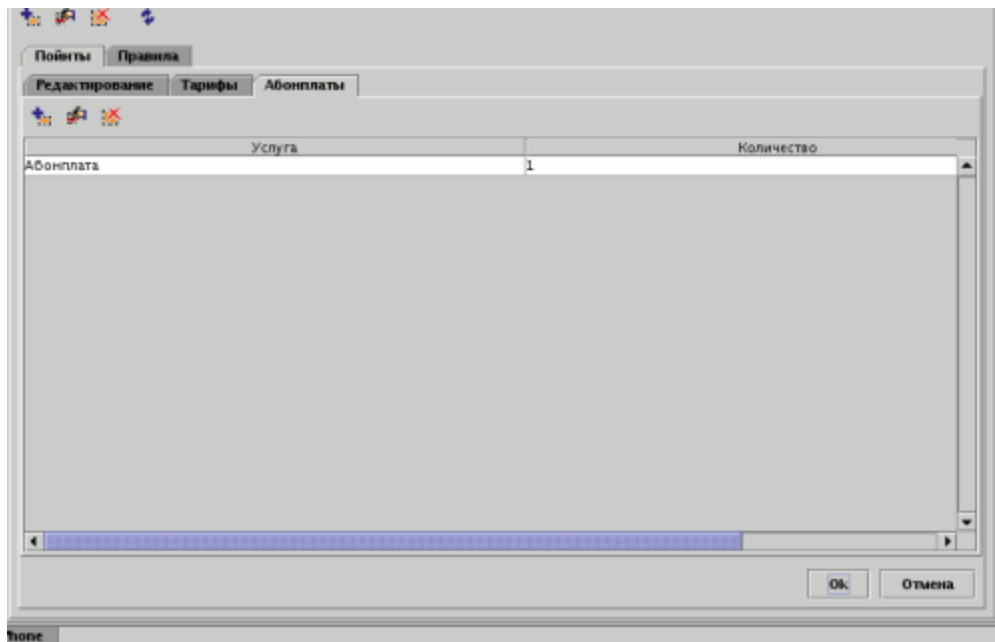 Пойнты Правила
Редактирование Тарифы Абонплаты
Услуга Количество
Абонплата 1
Ok Отмена
hone